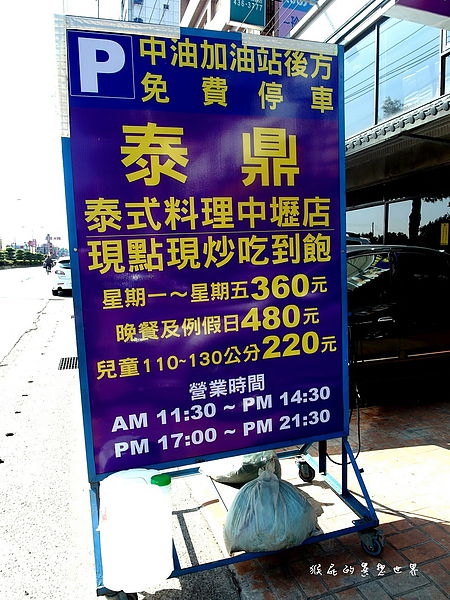 436-3777
P 中油加油站後方
免費停車
泰鼎
泰式料理中壢店
現點現炒吃到飽
星期一~星期五360元
晚餐及例假日480元
兒童110~130公分220元
營業時間
AM 11:30 ~ PM 14:30
PM 17:00 ~ PM 21:30
猴屁的異想世界